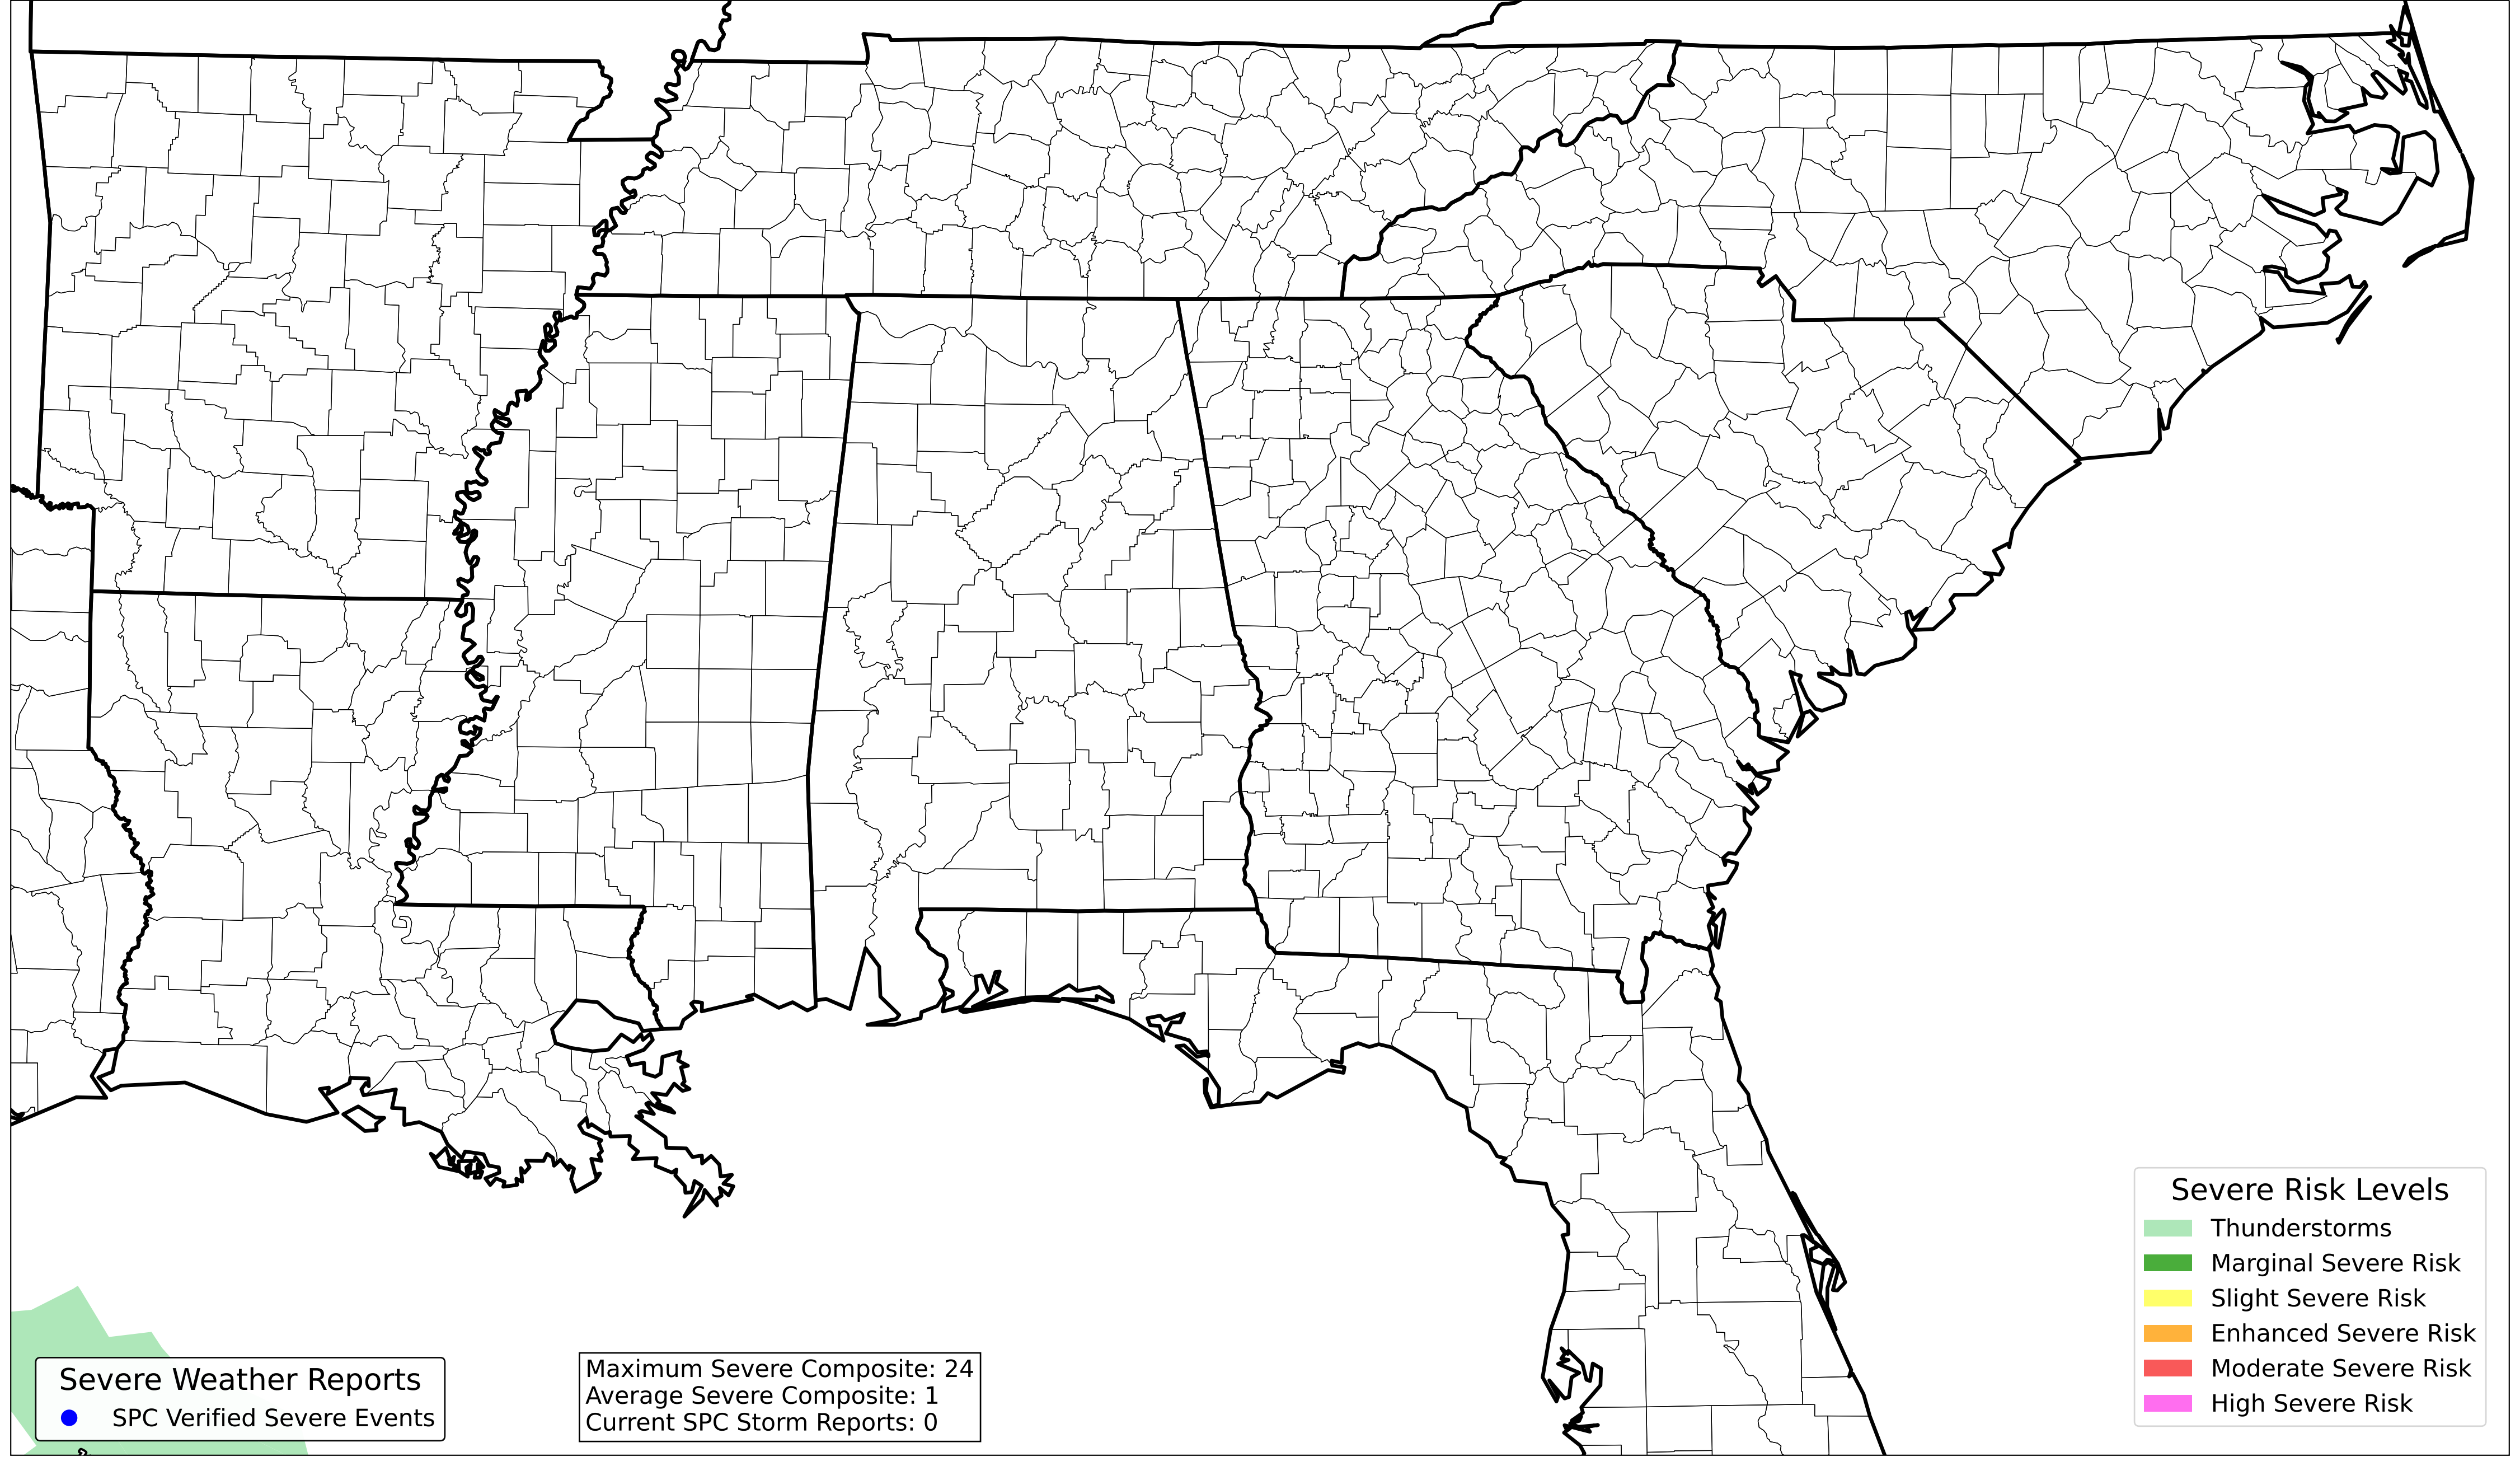 Severe Weather Reports
SPC Verified Severe Events
Maximum Severe Composite: 24
Average Severe Composite: 1
Current SPC Storm Reports: 0
Severe Risk Levels
Thunderstorms
Marginal Severe Risk
Slight Severe Risk
Enhanced Severe Risk
Moderate Severe Risk
High Severe Risk